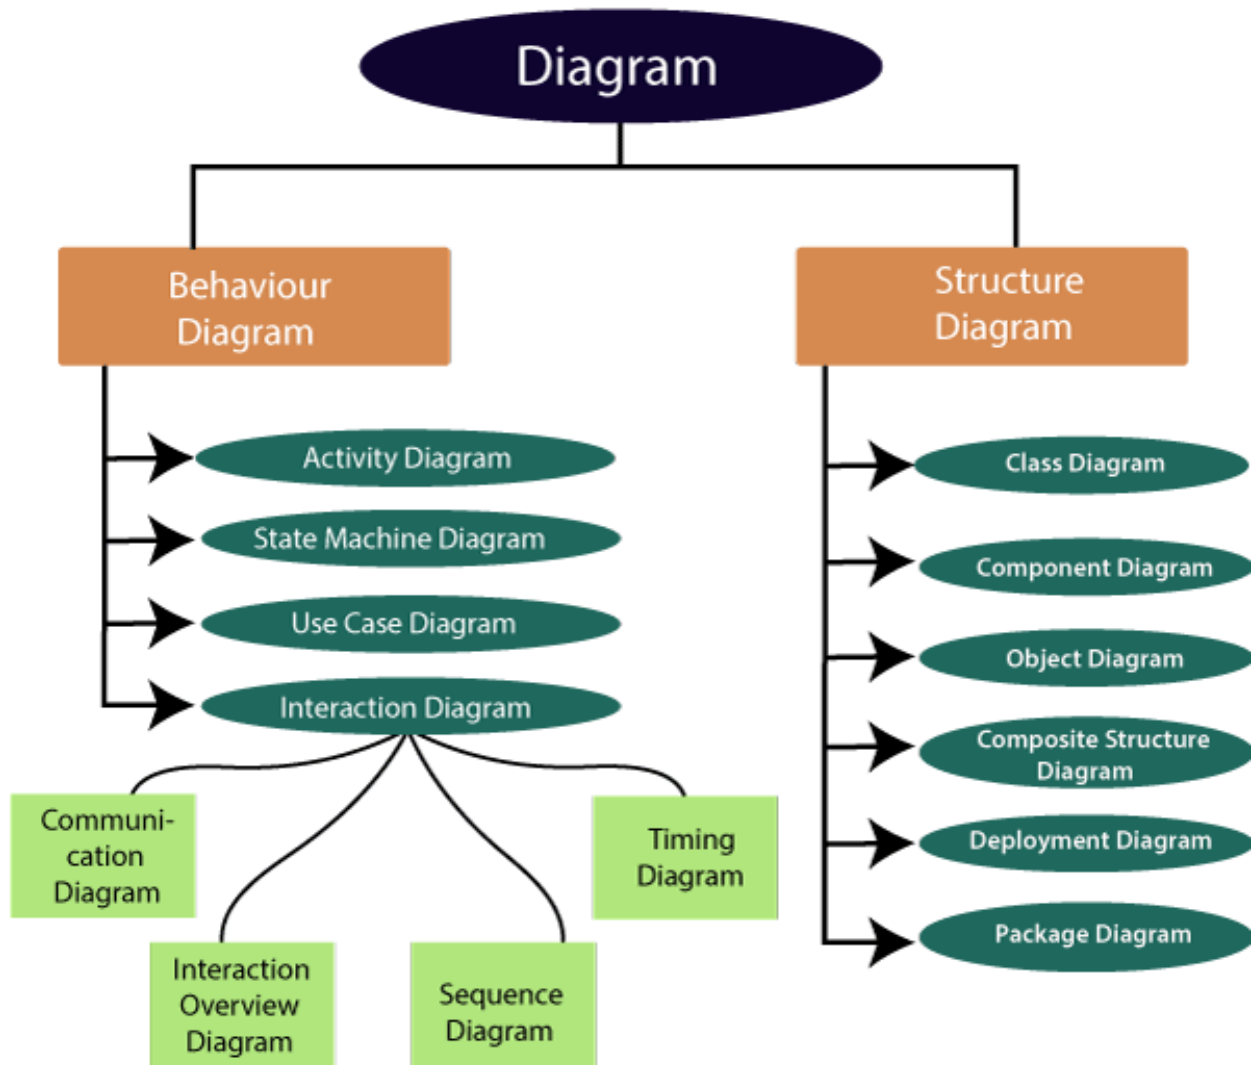 Diagram
Behaviour
Diagram
Structure
Diagram
Activity Diagram
State Machine Diagram
Use Case Diagram
Interaction Diagram
Communi-
cation
Diagram
Interaction
Overview
Diagram
Sequence
Diagram
Timing
Diagram
Class Diagram
Component Diagram
Object Diagram
Composite Structure
Diagram
Deployment Diagram
Package Diagram